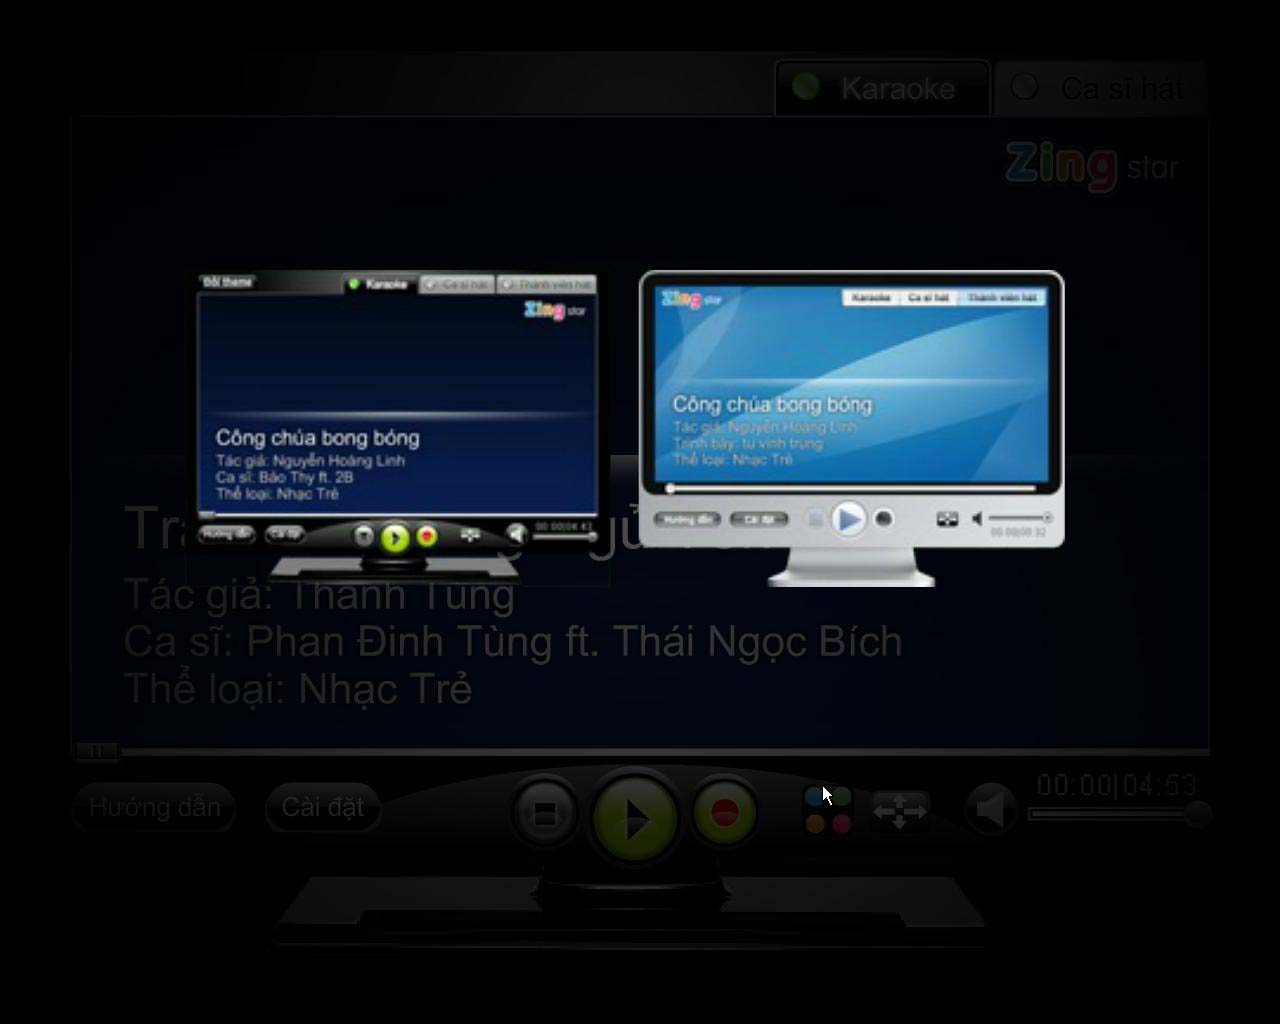 Karaoke
Ca sĩ hát
Zing star
Đổi theme
Karaoke
Ca sĩ hát
Thành viên hát
Zing star
Công chúa bong bóng
Tác giả: Nguyễn Hoàng Linh
Ca sĩ: Bảo Thy ft. 2B
Thể loại: Nhạc Trẻ
Hướng dẫn
Cài đặt
00:00|04:43
Zing star
Karaoke
Ca sĩ hát
Thành viên hát
Công chúa bong bóng
Tác giả: Nguyễn Hoàng Linh
Trình bày: tu vinh trung
Thể loại: Nhạc Trẻ
Hướng dẫn
Cài đặt
00:00|00:32
Tác giả: Thanh Tùng
Ca sĩ: Phan Đinh Tùng ft. Thái Ngọc Bích
Thể loại: Nhạc Trẻ
Hướng dẫn
Cài đặt
00:00|04:53